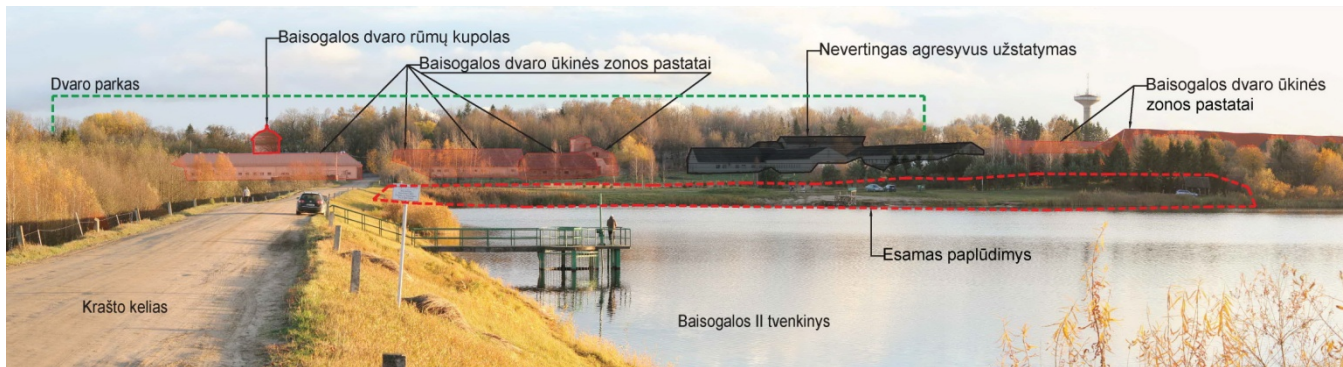 Baisogalos dvaro rūmų kupolas
Nevertingas agresyvus užstatymas
Baisogalos dvaro ūkinės zonos pastatai
Dvaro parkas
Baisogalos dvaro ūkinės
zonos pastatai
Esamas paplūdimys
Krašto kelias
Baisogalos II tvenkinys